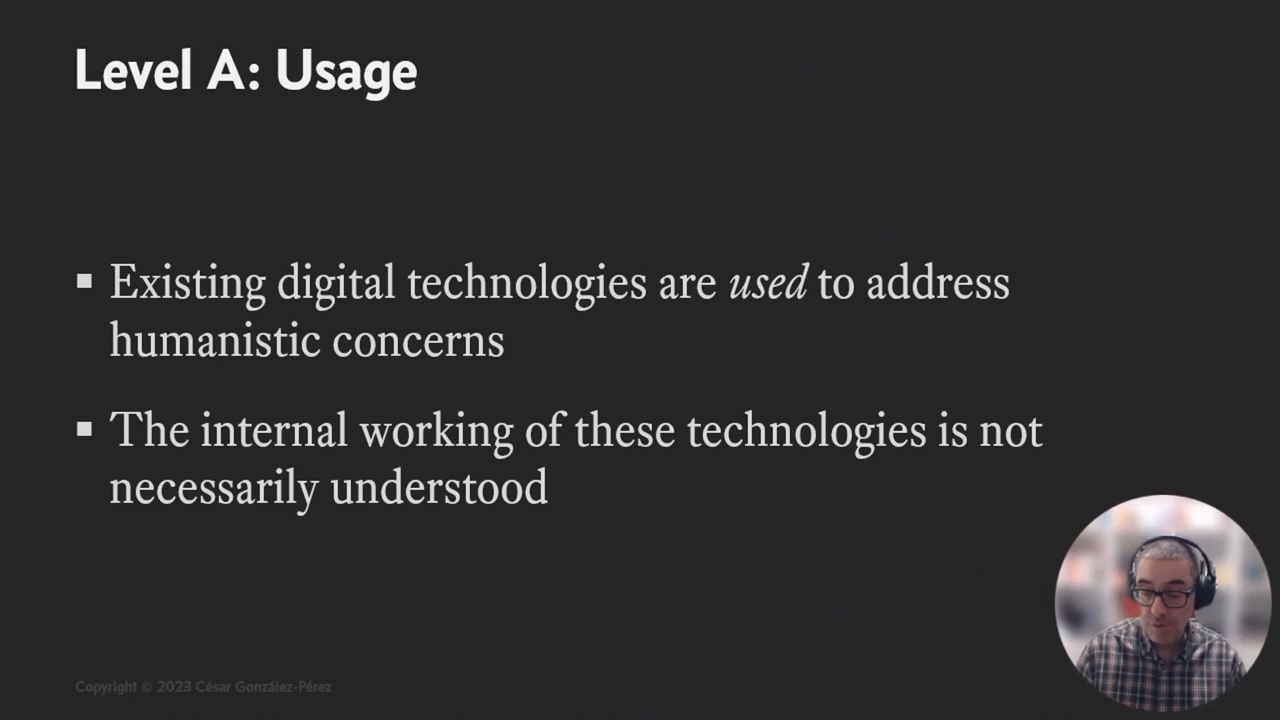 Level A: Usage
▪ Existing digital technologies are used to address
humanistic concerns
▪ The internal working of these technologies is not
necessarily understood
Copyright © 2023 César González-Pérez